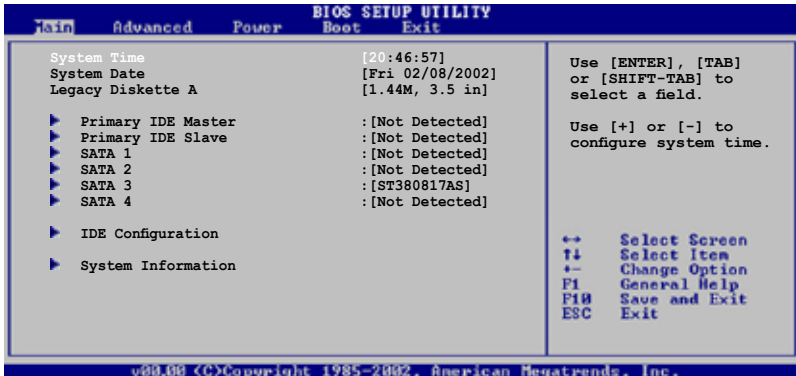 BIOS SETUP UTILITY
Main Advanced Power Boot Exit
System Time [20:46:57]
System Date [Fri 02/08/2002]
Legacy Diskette A [1.44M, 3.5 in]
Primary IDE Master :[Not Detected]
Primary IDE Slave :[Not Detected]
SATA 1 :[Not Detected]
SATA 2 :[Not Detected]
SATA 3 :[ST380817AS]
SATA 4 :[Not Detected]
IDE Configuration
System Information
Use [ENTER], [TAB]
or [SHIFT-TAB] to
select a field.
Use [+] or [-] to
configure system time.
↔ Select Screen
↑↓ Select Item
+- Change Option
F1 General Help
F10 Save and Exit
ESC Exit
v00.00 (C)Copyright 1985-2002, American Megatrends, Inc.